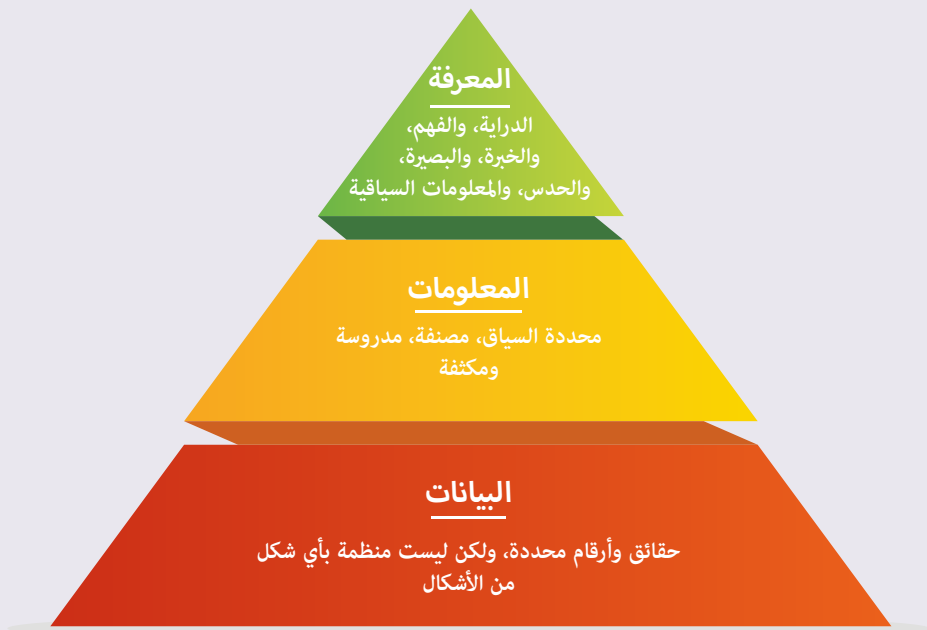 المعرفة
الدراية، والفهم،
والخبرة، والبصيرة،
والحدس، والمعلومات السياقية
المعلومات
محددة السياق، مصنفة، مدروسة
ومكثفة
البيانات
حقائق وأرقام محددة، ولكن ليست منظمة بأي شكل
من الأشكال